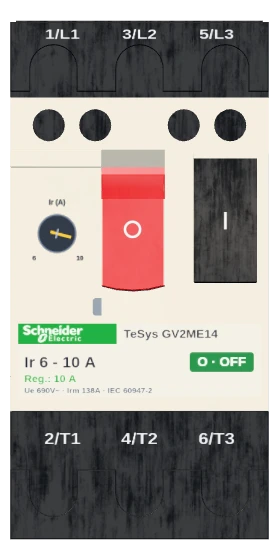 1/L1 3/L2 5/L3
Ir (A)
6 10
O I
Schneider Electric
TeSys GV2ME14
Ir 6 - 10 A
O · OFF
Reg.: 10 A
Ue 690V~ · Irm 138A · IEC 60947-2
2/T1 4/T2 6/T3